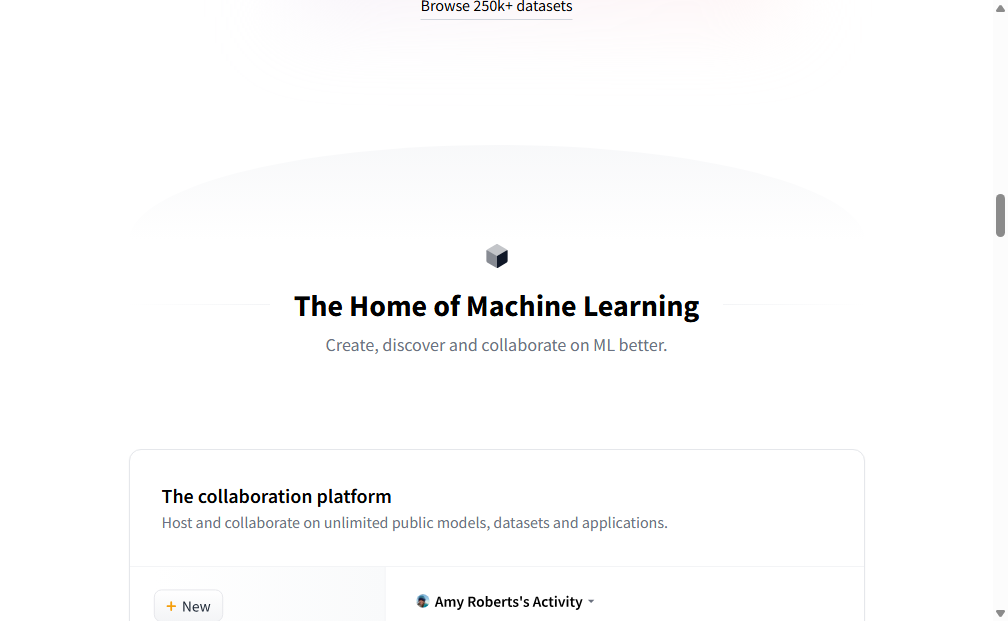 Browse 250k+ datasets
The Home of Machine Learning
Create, discover and collaborate on ML better.
The collaboration platform
Host and collaborate on unlimited public models, datasets and applications.
+ New
Amy Roberts's Activity